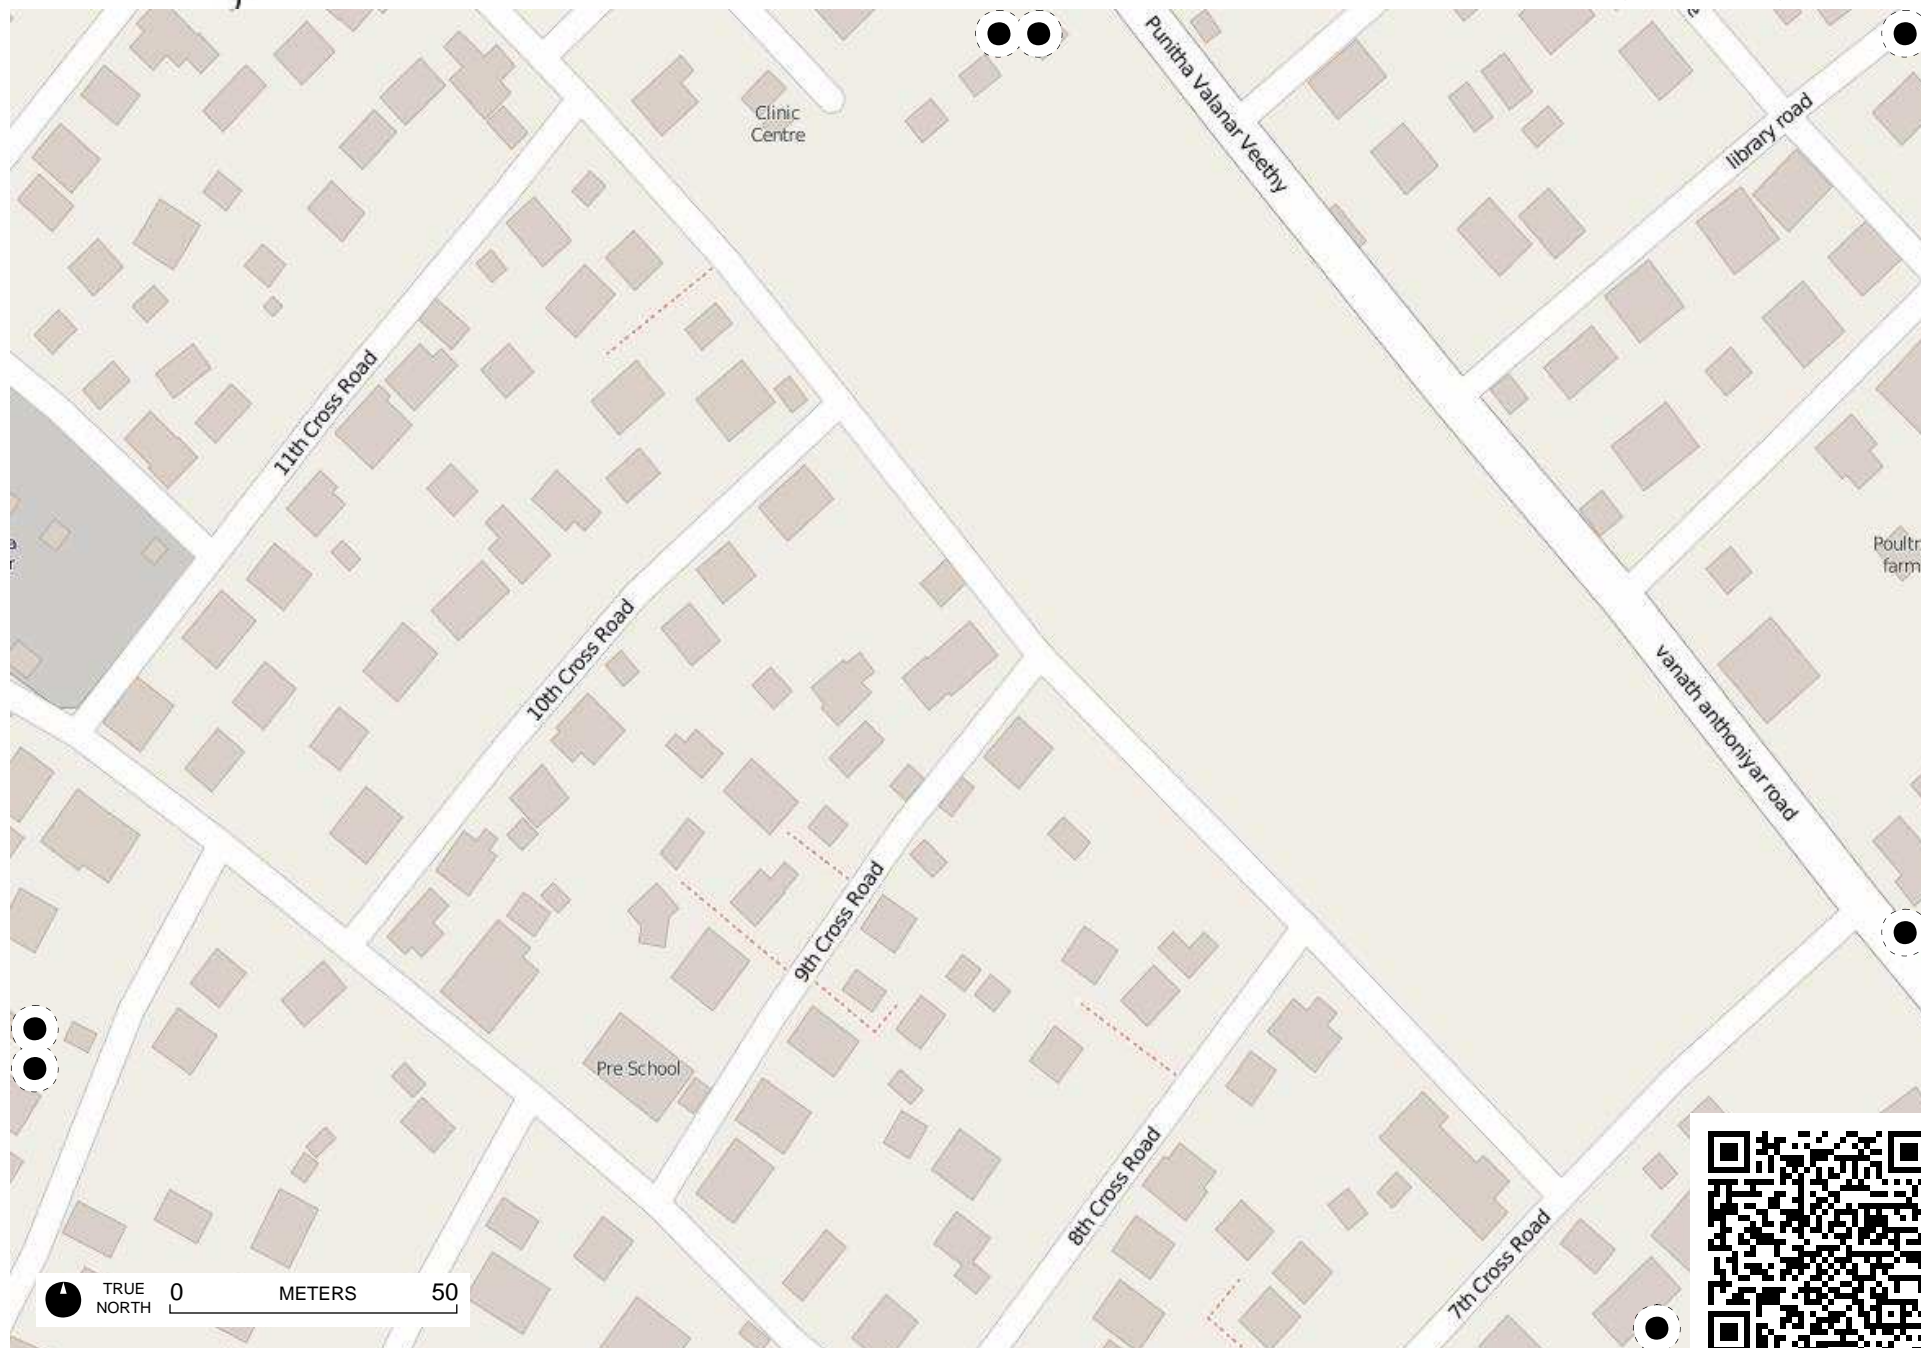 Punitha Valanar Veethy
Clinic
Centre
library road
11th Cross Road
Poultr
farm
10th Cross Road
vanath anthoniyar road
9th Cross Road
Pre School
8th Cross Road
7th Cross Road
TRUE
NORTH
0 METERS 50